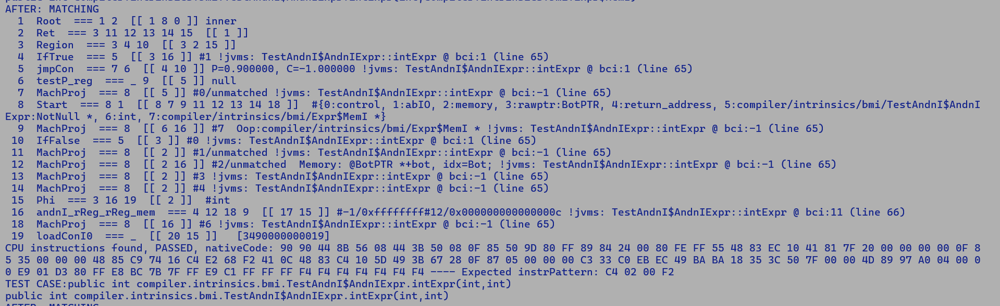 AFTER: MATCHING
  1  Root  === 1 2  [[ 1 8 0 ]] inner
  2  Ret  === 3 11 12 13 14 15  [[ 1 ]]
  3  Region  === 3 4 10  [[ 3 2 15 ]]
  4  IfTrue  === 5  [[ 3 16 ]] #1 !jvms: TestAndnI$AndnIExpr::intExpr @ bci:1 (line 65)
  5  jmpCon  === 7 6  [[ 4 10 ]] P=0.900000, C=-1.000000 !jvms: TestAndnI$AndnIExpr::intExpr @ bci:1 (line 65)
  6  testP_reg  === _ 9  [[ 5 ]] null
  7  MachProj  === 8  [[ 5 ]] #0/unmatched !jvms: TestAndnI$AndnIExpr::intExpr @ bci:-1 (line 65)
  8  Start  === 8 1  [[ 8 7 9 11 12 13 14 18 ]]  #{0:control, 1:abIO, 2:memory, 3:rawptr:BotPTR, 4:return_address, 5:compiler/intrinsics/bmi/TestAndnI$AndnI
Expr:NotNull *, 6:int, 7:compiler/intrinsics/bmi/Expr$MemI *}
  9  MachProj  === 8  [[ 6 16 ]] #7  Oop:compiler/intrinsics/bmi/Expr$MemI * !jvms: TestAndnI$AndnIExpr::intExpr @ bci:-1 (line 65)
 10  IfFalse  === 5  [[ 3 ]] #0 !jvms: TestAndnI$AndnIExpr::intExpr @ bci:1 (line 65)
 11  MachProj  === 8  [[ 2 ]] #1/unmatched !jvms: TestAndnI$AndnIExpr::intExpr @ bci:-1 (line 65)
 12  MachProj  === 8  [[ 2 16 ]] #2/unmatched  Memory: @BotPTR *+bot, idx=Bot; !jvms: TestAndnI$AndnIExpr::intExpr @ bci:-1 (line 65)
 13  MachProj  === 8  [[ 2 ]] #3 !jvms: TestAndnI$AndnIExpr::intExpr @ bci:-1 (line 65)
 14  MachProj  === 8  [[ 2 ]] #4 !jvms: TestAndnI$AndnIExpr::intExpr @ bci:-1 (line 65)
 15  Phi  === 3 16 19  [[ 2 ]]  #int
 16  andnI_rReg_rReg_mem  === 4 12 18 9  [[ 17 15 ]] #-1/0xffffffff#12/0x000000000000000c !jvms: TestAndnI$AndnIExpr::intExpr @ bci:11 (line 66)
 18  MachProj  === 8  [[ 16 ]] #6 !jvms: TestAndnI$AndnIExpr::intExpr @ bci:-1 (line 65)
 19  loadConI0  === _  [[ 20 15 ]]   [3490000000019]
CPU instructions found, PASSED, nativeCode: 90 90 44 8B 56 08 44 3B 50 08 0F 85 50 9D 80 FF 89 84 24 00 80 FE FF 55 48 83 EC 10 41 81 7F 20 00 00 00 00 0F 8
5 35 00 00 00 48 85 C9 74 16 C4 E2 68 F2 41 0C 48 83 C4 10 5D 49 3B 67 28 0F 87 05 00 00 00 C3 33 C0 EB EC 49 BA BA 18 35 3C 50 7F 00 00 4D 89 97 A0 04 00 0
0 E9 01 D3 80 FF E8 BC 7B 7F FF E9 C1 FF FF FF F4 F4 F4 F4 F4 F4 F4 F4 ---- Expected instrPattern: C4 02 00 F2
TEST CASE:public int compiler.intrinsics.bmi.TestAndnI$AndnIExpr.intExpr(int,int)
public int compiler.intrinsics.bmi.TestAndnI$AndnIExpr.intExpr(int,int)